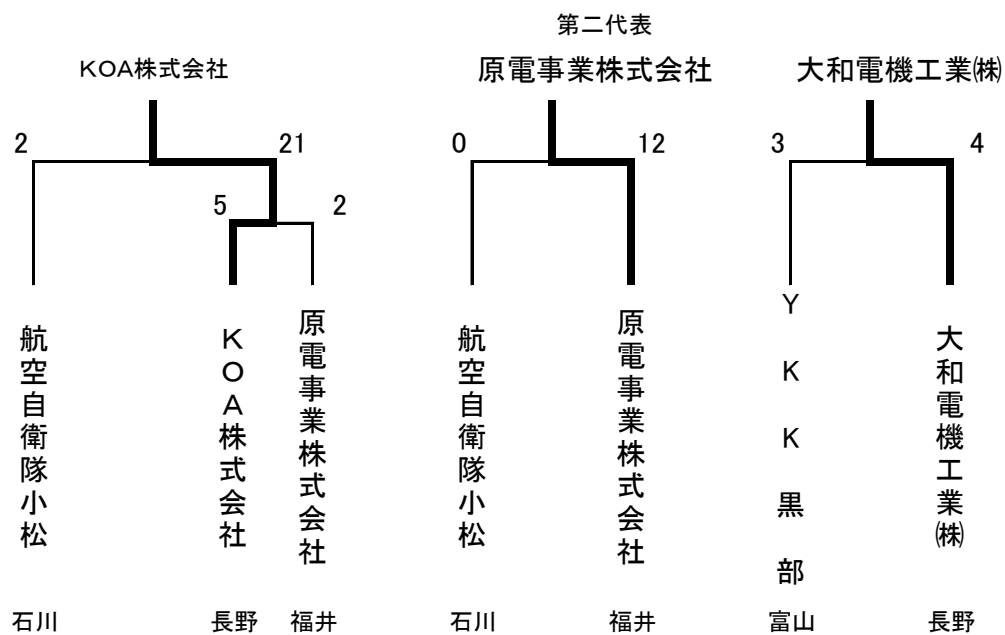 第二代表
KOA株式会社
原電事業株式会社
大和電機工業㈱
2
21
0
12
3
4
5
2
航空自衛隊小松
KOA株式会社
原電事業株式会社
航空自衛隊小松
原電事業株式会社
YKK黒部
大和電機工業㈱
石川
長野
福井
石川
福井
富山
長野